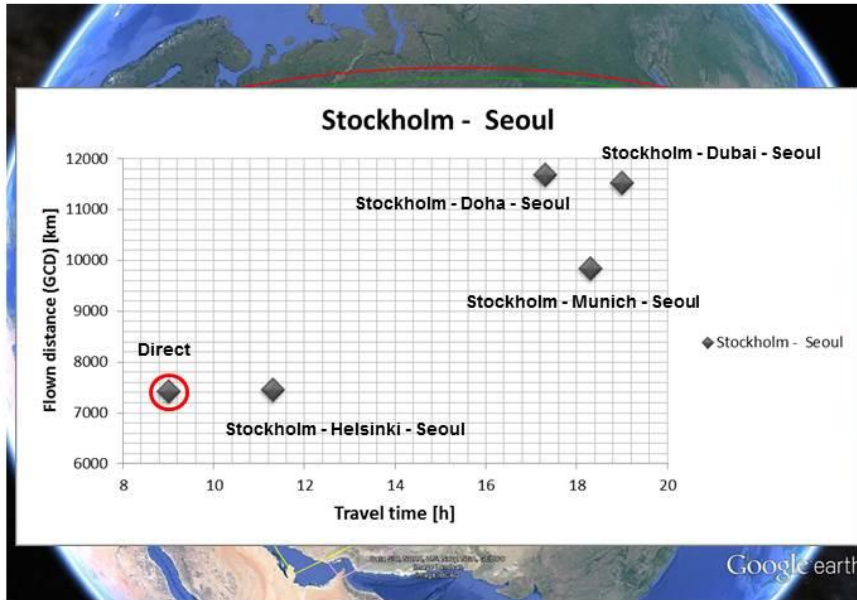 Stockholm - Seoul
12000
11000
10000
9000
8000
7000
6000
Flown distance (GCD) [km]
Stockholm - Dubai - Seoul
Stockholm - Doha - Seoul
Stockholm - Munich - Seoul
Direct
Stockholm - Helsinki - Seoul
Stockholm - Seoul
8 10 12 14 16 18 20
Travel time [h]
Google earth